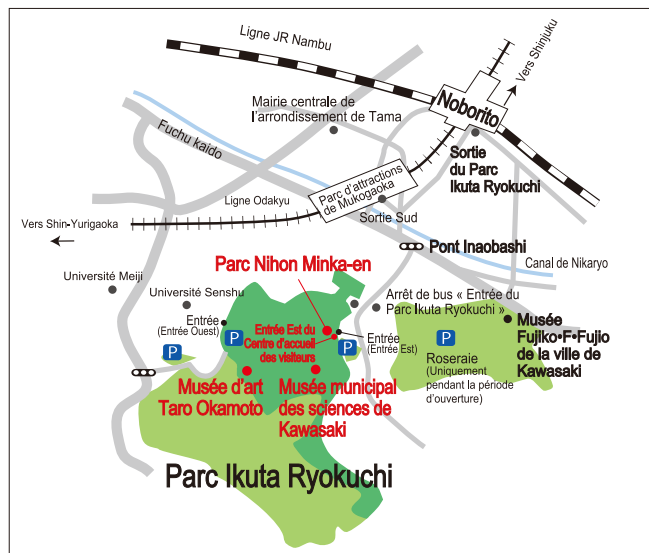 Ligne JR Nambu
Vers Shinjuku
Noborito
Mairie centrale de
l'arrondissement de Tama
Fuchu kaido
Sortie
du Parc
Ikuta Ryokuchi
Parc d'attractions
de Mukogaoka
Ligne Odakyu
Sortie Sud
Vers Shin-Yurigaoka
Pont Inaobashi
Canal de Nikaryo
Parc Nihon Minka-en
Université Meiji
Université Senshu
Arrêt de bus « Entrée du
Parc Ikuta Ryokuchi »
Entrée
(Entrée Ouest)
Entrée Est du
Centre d'accueil
des visiteurs
Entrée
(Entrée Est)
Musée
Fujiko•F•Fujio
de la ville de
Kawasaki
P
P
P
P
Roseraie
(Uniquement
pendant la période
d'ouverture)
Musée d'art
Taro Okamoto
Musée municipal
des sciences de
Kawasaki
Parc Ikuta Ryokuchi